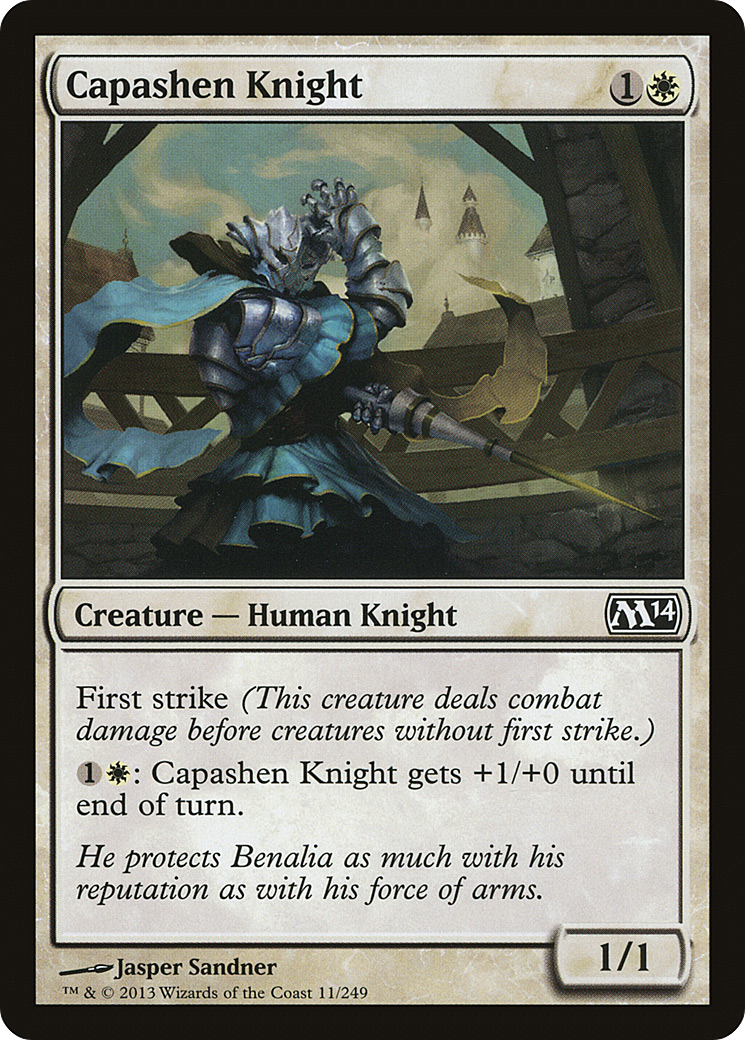 Capashen Knight 1
Creature — Human Knight M14
First strike (This creature deals combat
damage before creatures without first strike.)
1: Capashen Knight gets +1/+0 until
end of turn.
He protects Benalia as much with his
reputation as with his force of arms.
1/1
Jasper Sandner
™ & © 2013 Wizards of the Coast 11/249